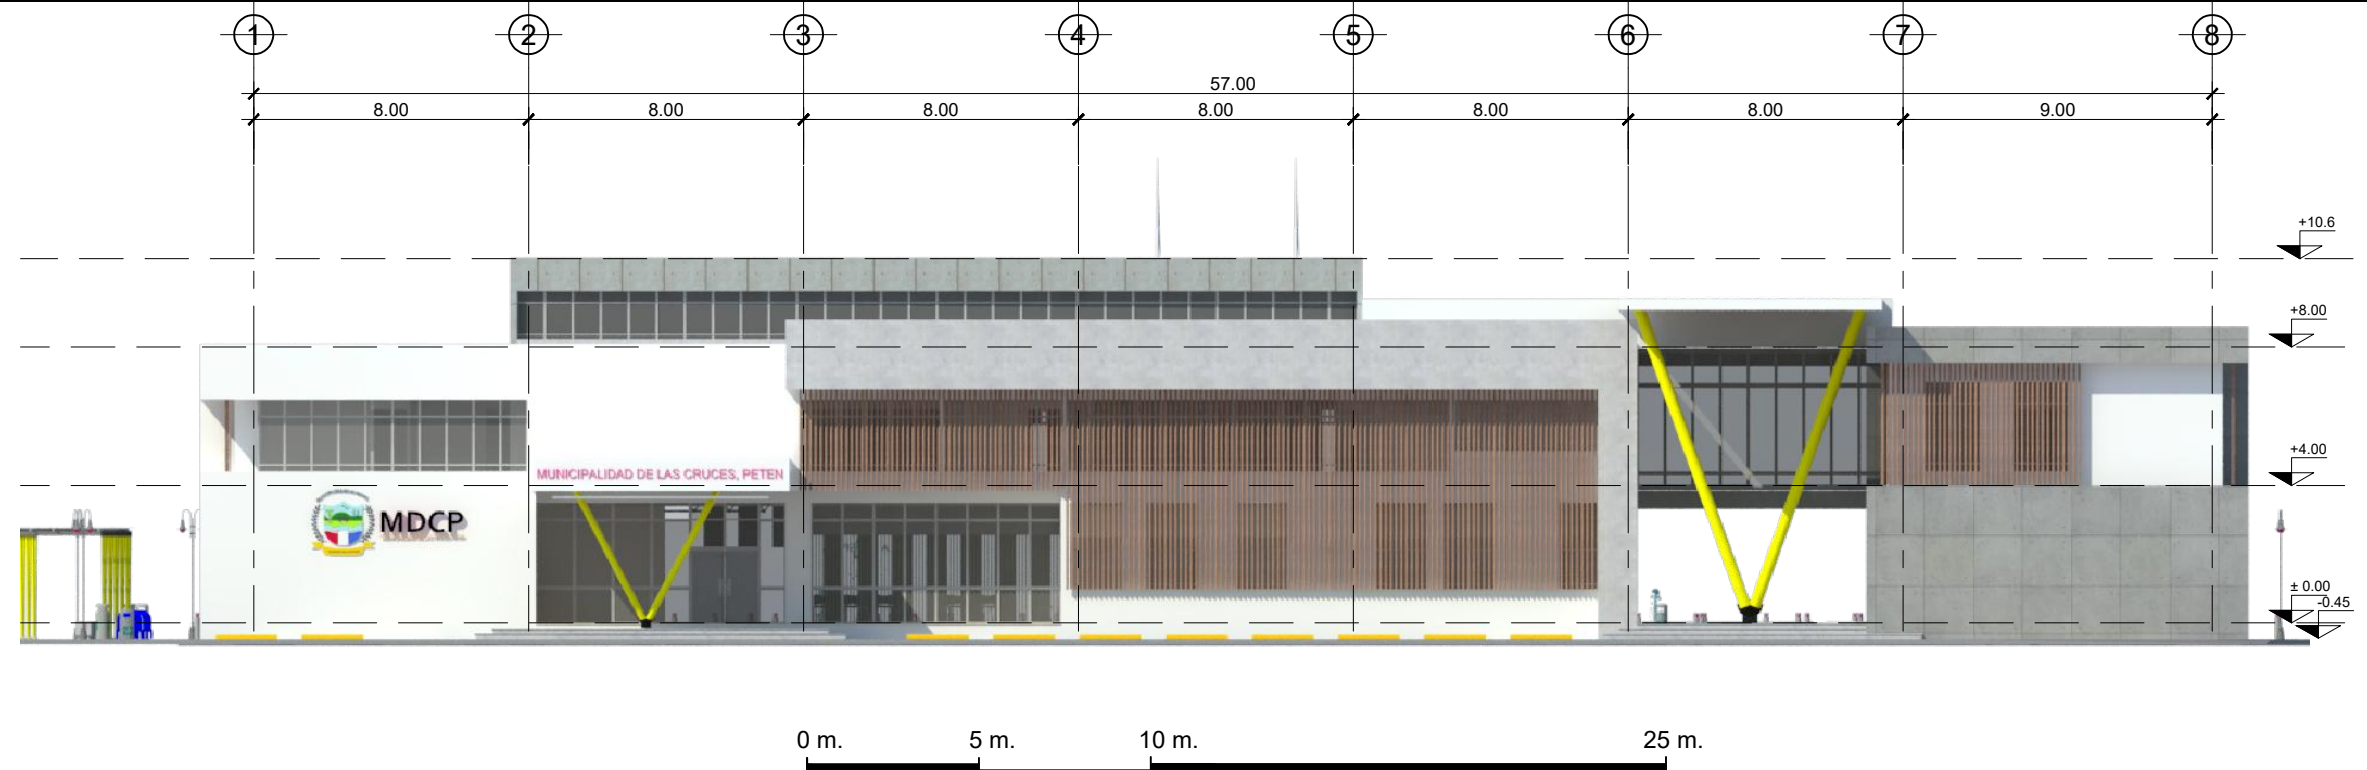 1 2 3 4 5 6 7 8
57.00
8.00 8.00 8.00 8.00 8.00 8.00 9.00
+10.6
+8.00
+4.00
MUNICIPALIDAD DE LAS CRUCES, PETEN
MDCP
± 0.00
-0.45
0 m. 5 m. 10 m. 25 m.